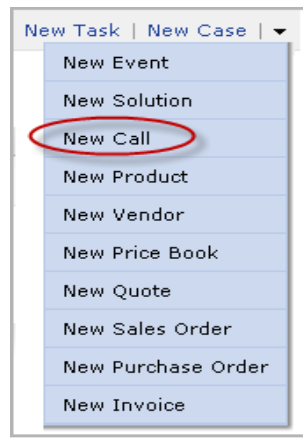 New Task | New Case |
New Event
New Solution
New Call
New Product
New Vendor
New Price Book
New Quote
New Sales Order
New Purchase Order
New Invoice